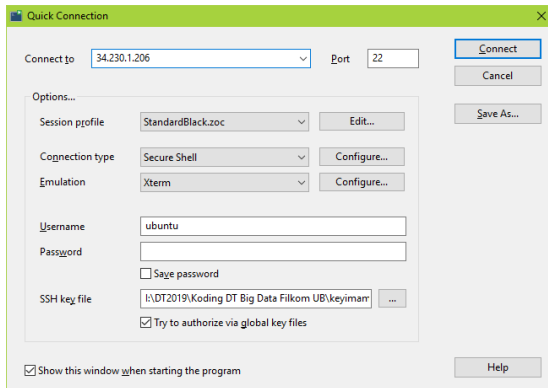 Quick Connection
Connect to 34.230.1.206 Port 22 Connect
Cancel
Options...
Session profile StandardBlack.zoc Edit... Save As...
Connection type Secure Shell Configure...
Emulation Xterm Configure...
Username ubuntu
Password
Save password
SSH key file I:\DT2019\Koding DT Big Data Filkom UB\keyimam ...
Try to authorize via global key files
Show this window when starting the program Help